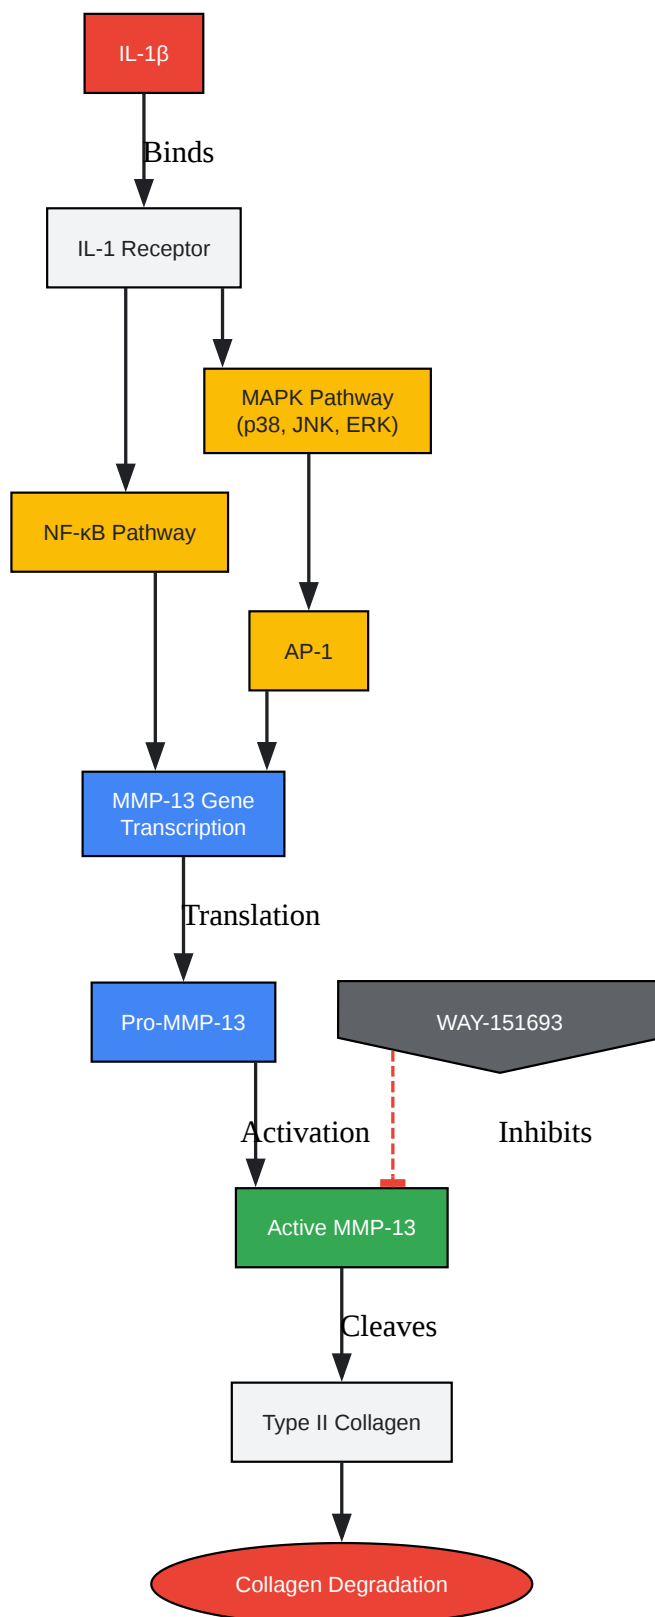 IL-1β
Binds
IL-1 Receptor
MAPK Pathway
(p38, JNK, ERK)
NF-κB Pathway
AP-1
MMP-13 Gene
Transcription
Translation
Pro-MMP-13
WAY-151693
Activation
Inhibits
Active MMP-13
Cleaves
Type II Collagen
Collagen Degradation